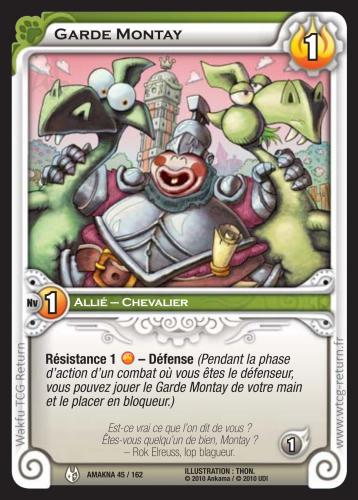 GARDE MONTAY
1
Nv 1
ALLIÉ – CHEVALIER
Résistance 1 – Défense (Pendant la phase
d'action d'un combat où vous êtes le défenseur,
vous pouvez jouer le Garde Montay de votre main
et le placer en bloqueur.)
Est-ce vrai ce que l'on dit de vous ?
Êtes-vous quelqu'un de bien, Montay ?
– Rok Elreuss, lop blagueur.
1
AMAKNA 45 / 162
ILLUSTRATION : THON.
© 2010 Ankama / © 2010 UDI
Wakfu TCG Return
www.wtcg-return.fr